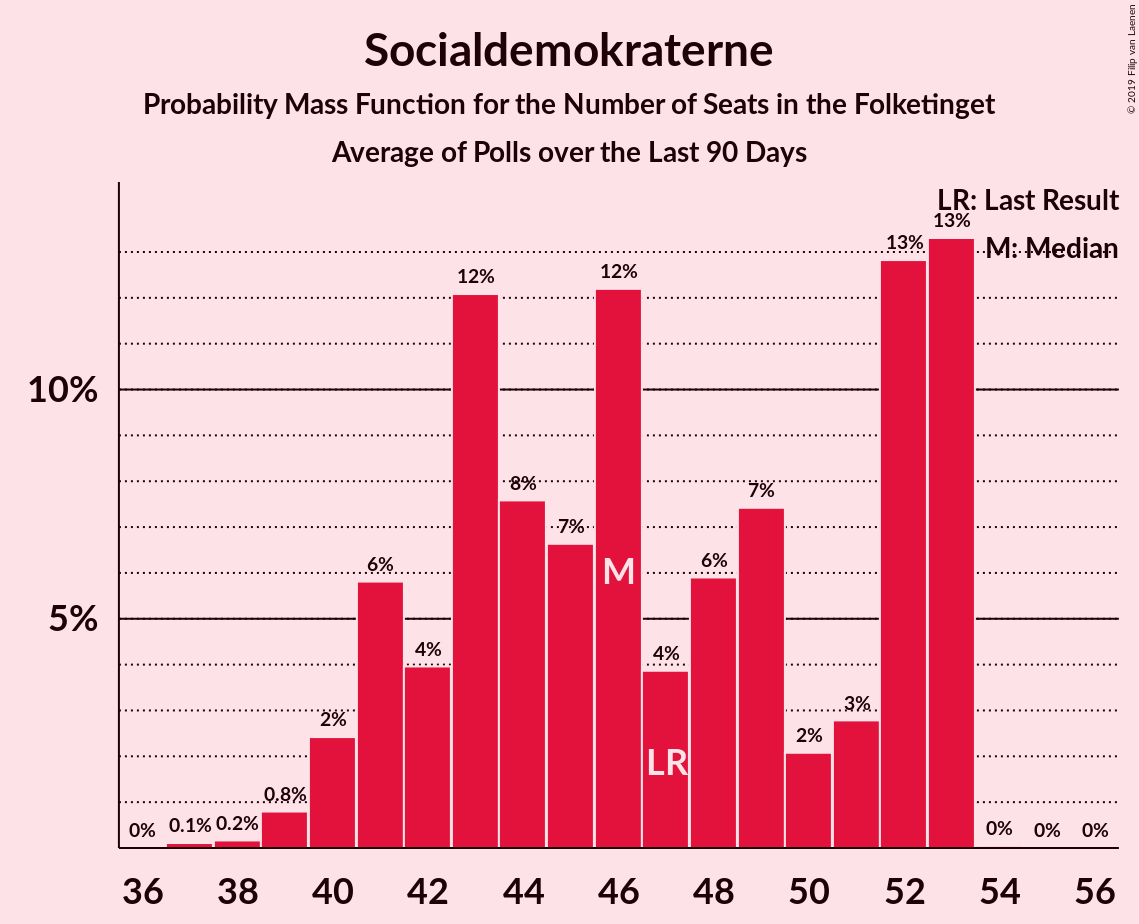 Socialdemokraterne
Probability Mass Function for the Number of Seats in the Folketinget
Average of Polls over the Last 90 Days
© 2019 Filip van Laenen
LR: Last Result
M: Median
10%
5%
0% 0.1% 0.2% 0.8% 2% 6% 4% 12% 8% 7% 12% 4% 6% 7% 2% 3% 13% 13% 0% 0% 0%
M
LR
36 38 40 42 44 46 48 50 52 54 56